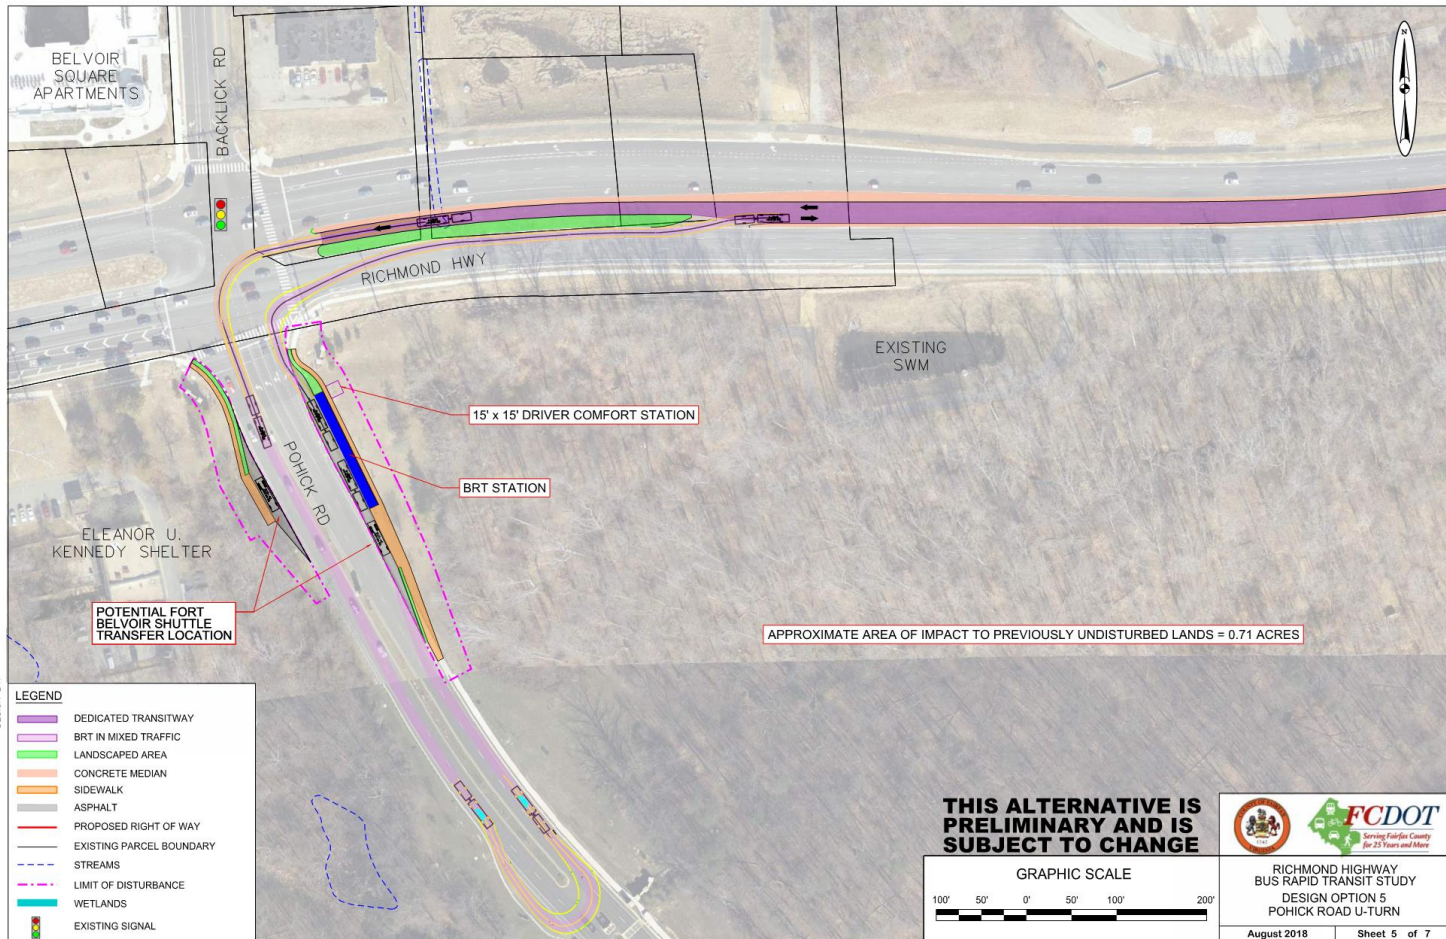 BELVOIR
SQUARE
APARTMENTS
BACKLICK RD
N
RICHMOND HWY
EXISTING
SWM
15' x 15' DRIVER COMFORT STATION
BRT STATION
POHICK RD
ELEANOR U.
KENNEDY SHELTER
POTENTIAL FORT
BELVOIR SHUTTLE
TRANSFER LOCATION
APPROXIMATE AREA OF IMPACT TO PREVIOUSLY UNDISTURBED LANDS = 0.71 ACRES
LEGEND
DEDICATED TRANSITWAY
BRT IN MIXED TRAFFIC
LANDSCAPED AREA
CONCRETE MEDIAN
SIDEWALK
ASPHALT
PROPOSED RIGHT OF WAY
EXISTING PARCEL BOUNDARY
STREAMS
LIMIT OF DISTURBANCE
WETLANDS
EXISTING SIGNAL
THIS ALTERNATIVE IS
PRELIMINARY AND IS
SUBJECT TO CHANGE
GRAPHIC SCALE
100' 50' 0' 50' 100' 200'
COUNTY OF FAIRFAX
1742
VIRGINIA
FCDOT
Serving Fairfax County
for 25 Years and More
RICHMOND HIGHWAY
BUS RAPID TRANSIT STUDY
DESIGN OPTION 5
POHICK ROAD U-TURN
August 2018 Sheet 5 of 7